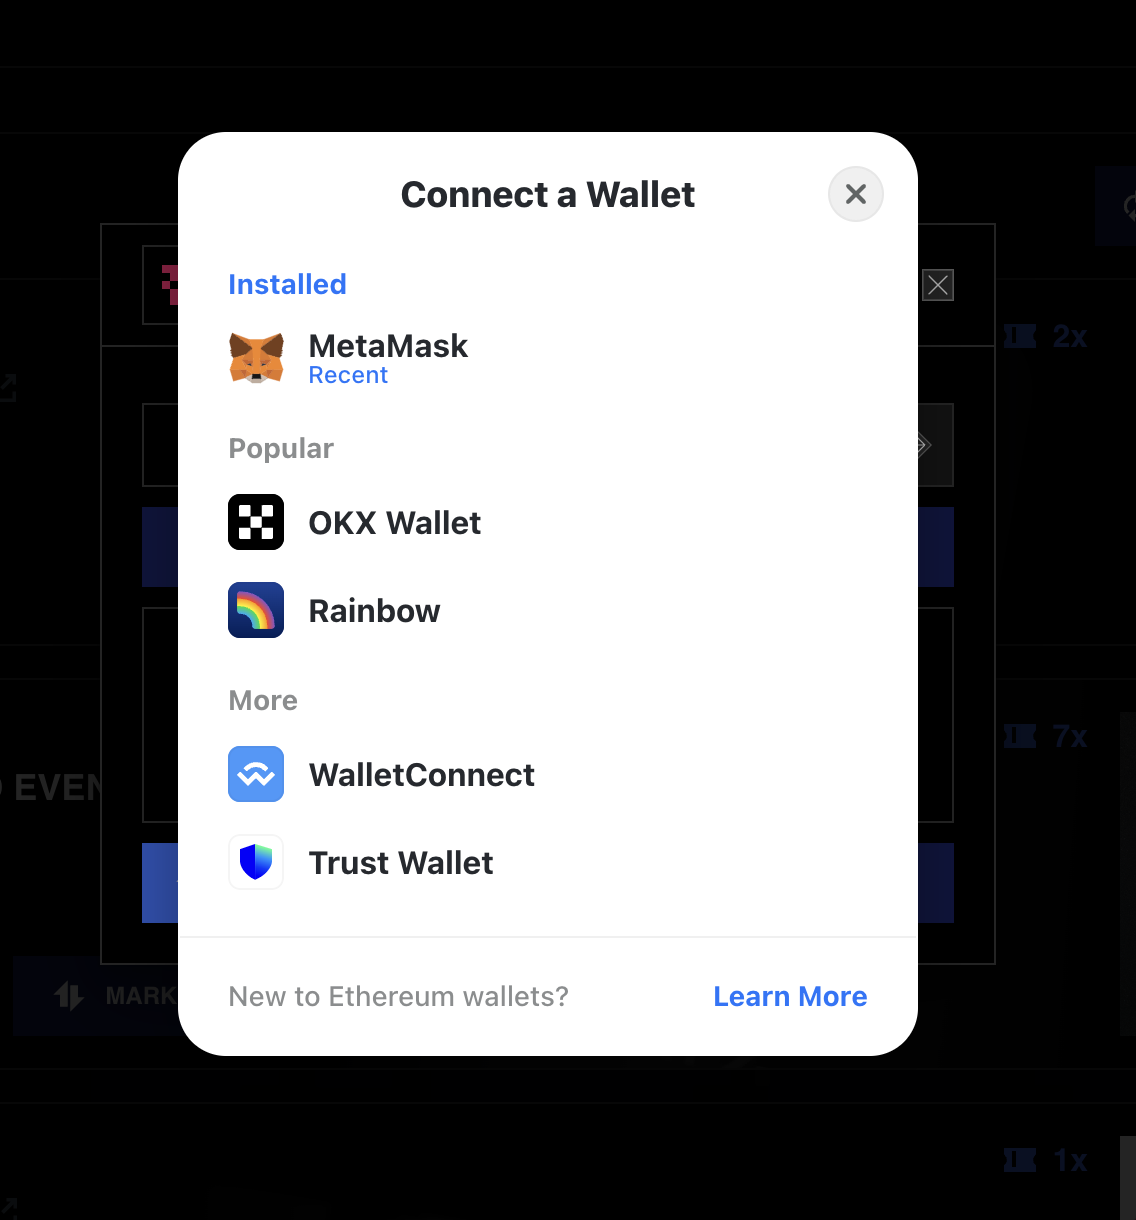 Connect a Wallet
Installed
MetaMask
Recent
2x
Popular
OKX Wallet
Rainbow
More
7x
WalletConnect
EVEN
Trust Wallet
New to Ethereum wallets?
Learn More
MARK
1x